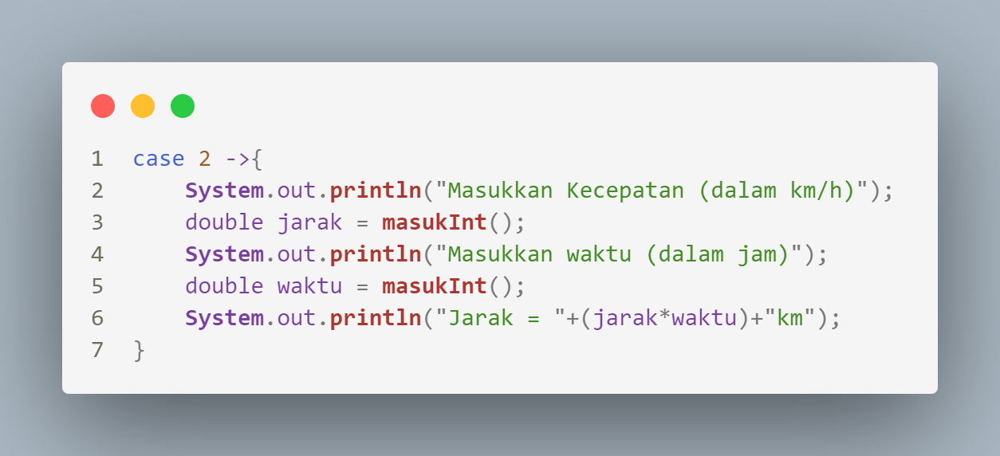 1 case 2 ->{
2     System.out.println("Masukkan Kecepatan (dalam km/h)");
3     double jarak = masukInt();
4     System.out.println("Masukkan waktu (dalam jam)");
5     double waktu = masukInt();
6     System.out.println("Jarak = "+(jarak*waktu)+"km");
7 }